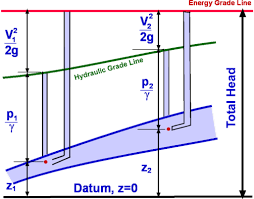 Energy Grade Line
V₁²
2g
V₂²
2g
Hydraulic Grade Line
p₁
γ
p₂
γ
Total Head
z₁
z₂
Datum, z=0